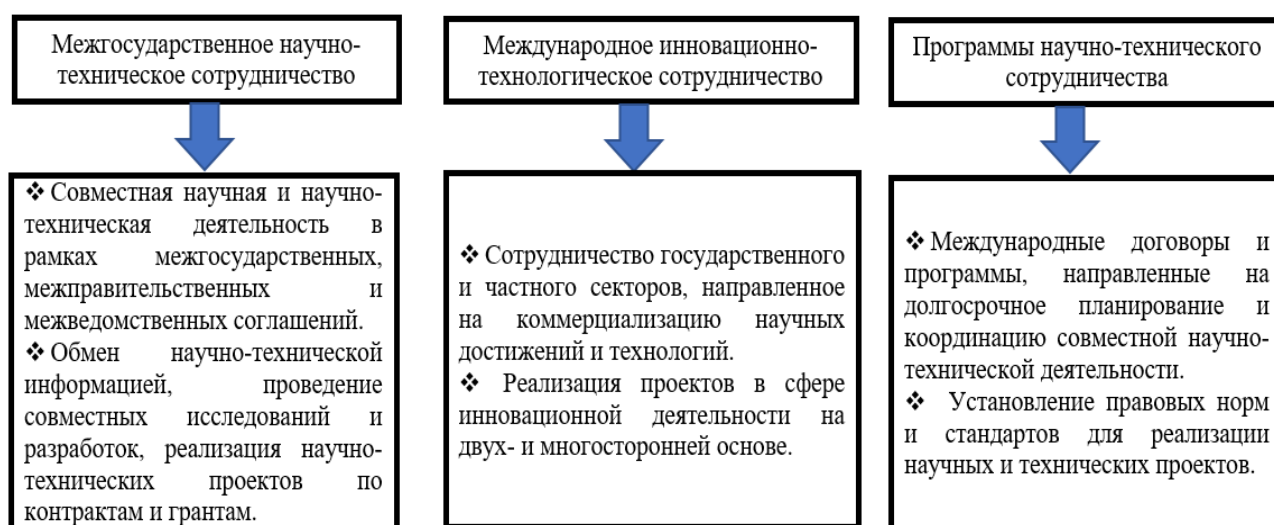 Межгосударственное научно-
техническое сотрудничество
❖ Совместная научная и научно-
техническая деятельность в
рамках межгосударственных,
межправительственных и
межведомственных соглашений.
❖ Обмен научно-технической
информацией, проведение
совместных исследований и
разработок, реализация научно-
технических проектов по
контрактам и грантам.
Международное инновационно-
технологическое сотрудничество
❖ Сотрудничество государственного
и частного секторов, направленное
на коммерциализацию научных
достижений и технологий.
❖ Реализация проектов в сфере
инновационной деятельности на
двух- и многосторонней основе.
Программы научно-технического
сотрудничества
❖ Международные договоры и
программы, направленные на
долгосрочное планирование и
координацию совместной научно-
технической деятельности.
❖ Установление правовых норм
и стандартов для реализации
научных и технических проектов.